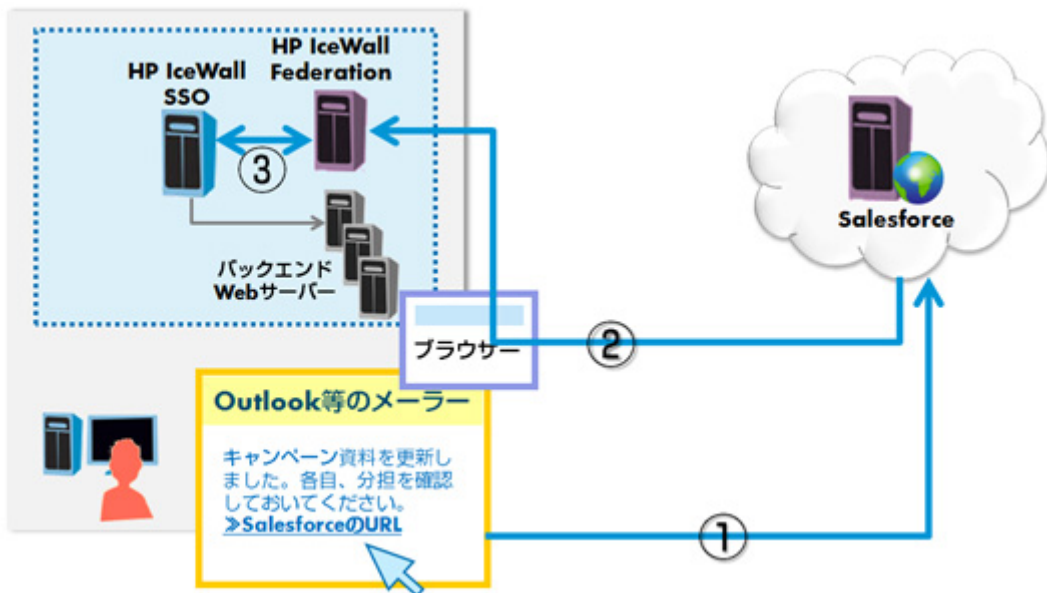 HP IceWall
SSO
HP IceWall
Federation
③
バックエンド
Webサーバー
Salesforce
ブラウザー
②
Outlook等のメーラー
キャンペーン資料を更新し
ました。各自、分担を確認
しておいてください。
≫SalesforceのURL
①